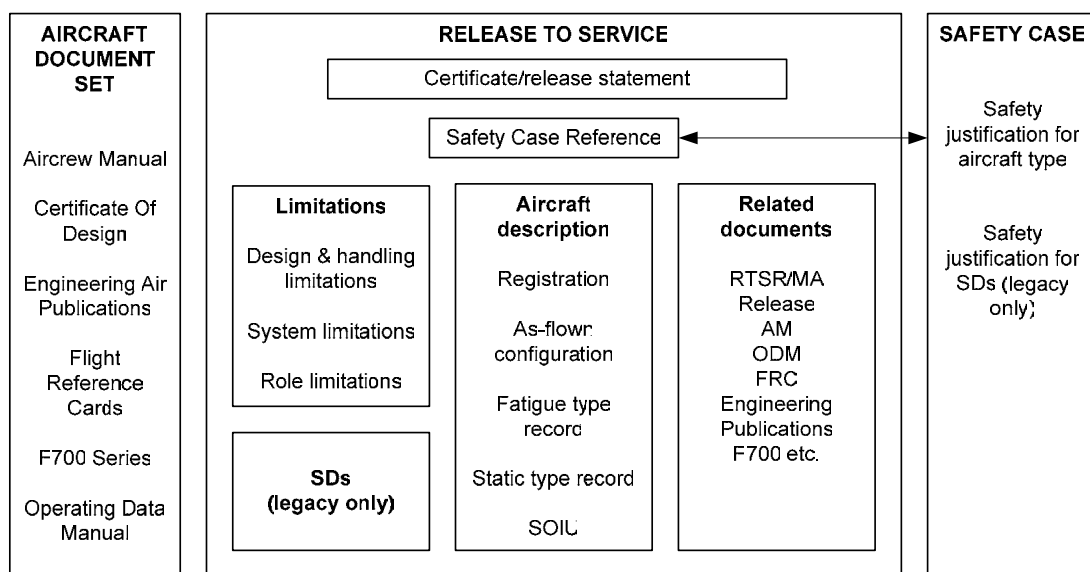 AIRCRAFT
DOCUMENT
SET
Aircrew Manual
Certificate Of
Design
Engineering Air
Publications
Flight
Reference
Cards
F700 Series
Operating Data
Manual
RELEASE TO SERVICE
Certificate/release statement
Safety Case Reference
Limitations
Design & handling
limitations
System limitations
Role limitations
SDs
(legacy only)
Aircraft
description
Registration
As-flown
configuration
Fatigue type
record
Static type record
SOIU
Related
documents
RTSR/MA
Release
AM
ODM
FRC
Engineering
Publications
F700 etc.
SAFETY CASE
Safety
justification for
aircraft type
Safety
justification for
SDs (legacy
only)